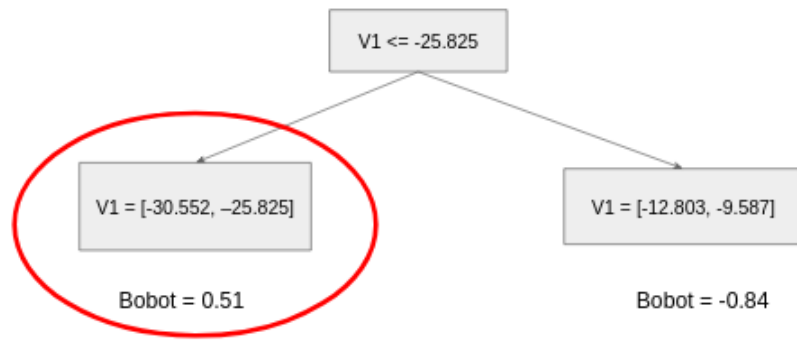 V1 <= -25.825
V1 = [-30.552, –25.825]
V1 = [-12.803, -9.587]
Bobot = 0.51
Bobot = -0.84